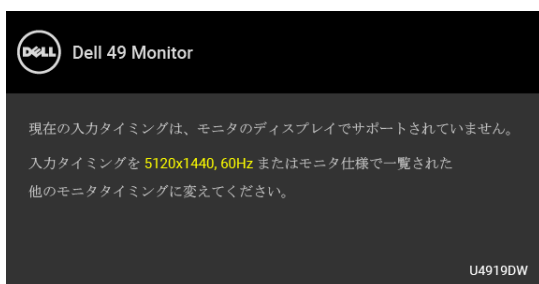 DELL Dell 49 Monitor
現在の入力タイミングは、モニタのディスプレイでサポートされていません。
入力タイミングを 5120x1440, 60Hz またはモニタ仕様で一覧された
他のモニタタイミングに変えてください。
U4919DW